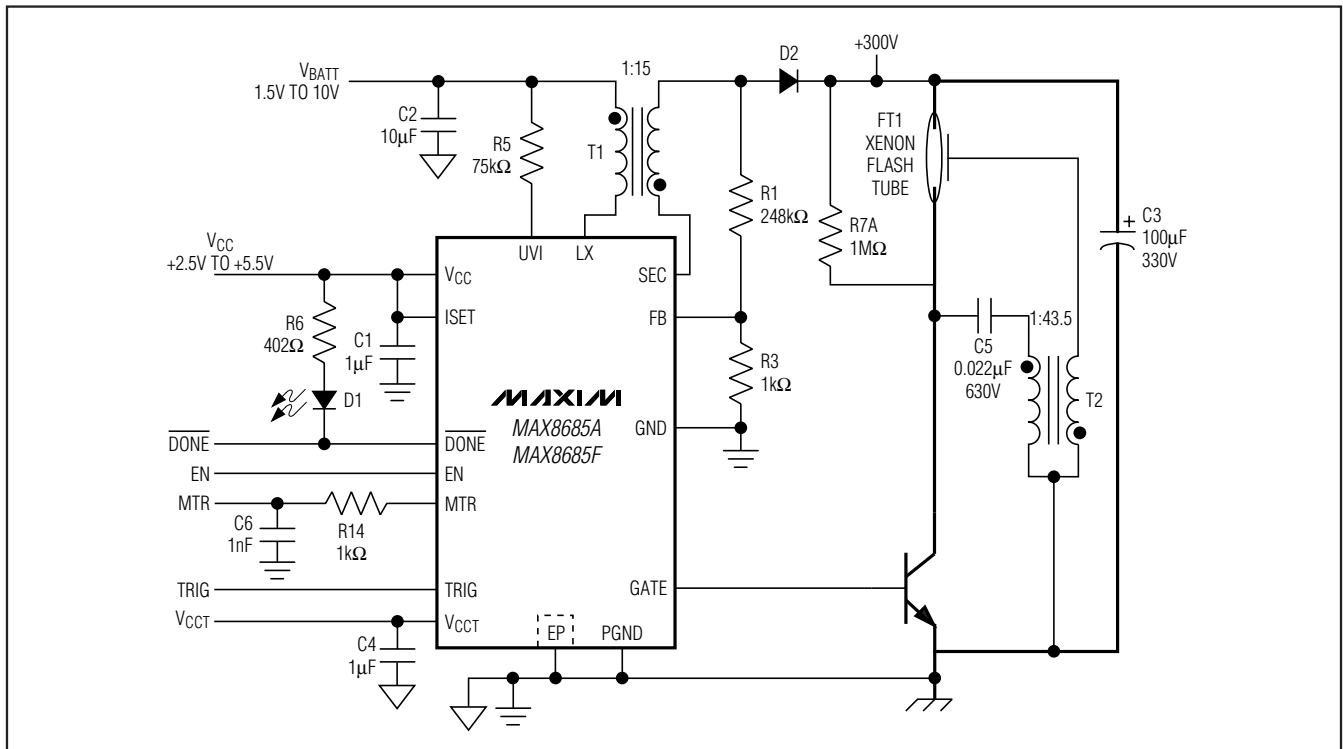 VBATT
1.5V TO 10V
C2
10µF
R5
75kΩ
1:15
T1
D2
+300V
R1
248kΩ
R7A
1MΩ
FT1
XENON
FLASH
TUBE
+ C3
100µF
330V
VCC
+2.5V TO +5.5V
R6
402Ω
C1
1µF
D1
UVI
LX
VCC
ISET
SEC
FB
R3
1kΩ
GND
MAXIM
MAX8685A
MAX8685F
C5
0.022µF
630V
1:43.5
T2
DONE
DONE
EN
EN
MTR
MTR
C6
1nF
R14
1kΩ
TRIG
TRIG
GATE
VCCT
VCCT
C4
1µF
EP
PGND